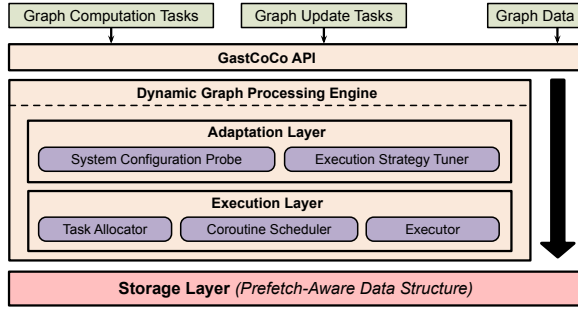 Graph Computation Tasks
Graph Update Tasks
Graph Data
GastCoCo API
Dynamic Graph Processing Engine
Adaptation Layer
System Configuration Probe
Execution Strategy Tuner
Execution Layer
Task Allocator
Coroutine Scheduler
Executor
Storage Layer (Prefetch-Aware Data Structure)